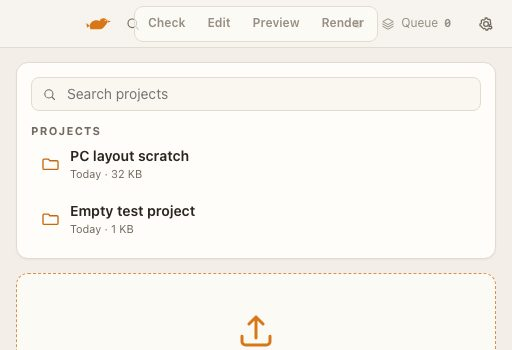 Check Edit Preview Render Queue 0
Search projects
PROJECTS
PC layout scratch
Today · 32 KB
Empty test project
Today · 1 KB